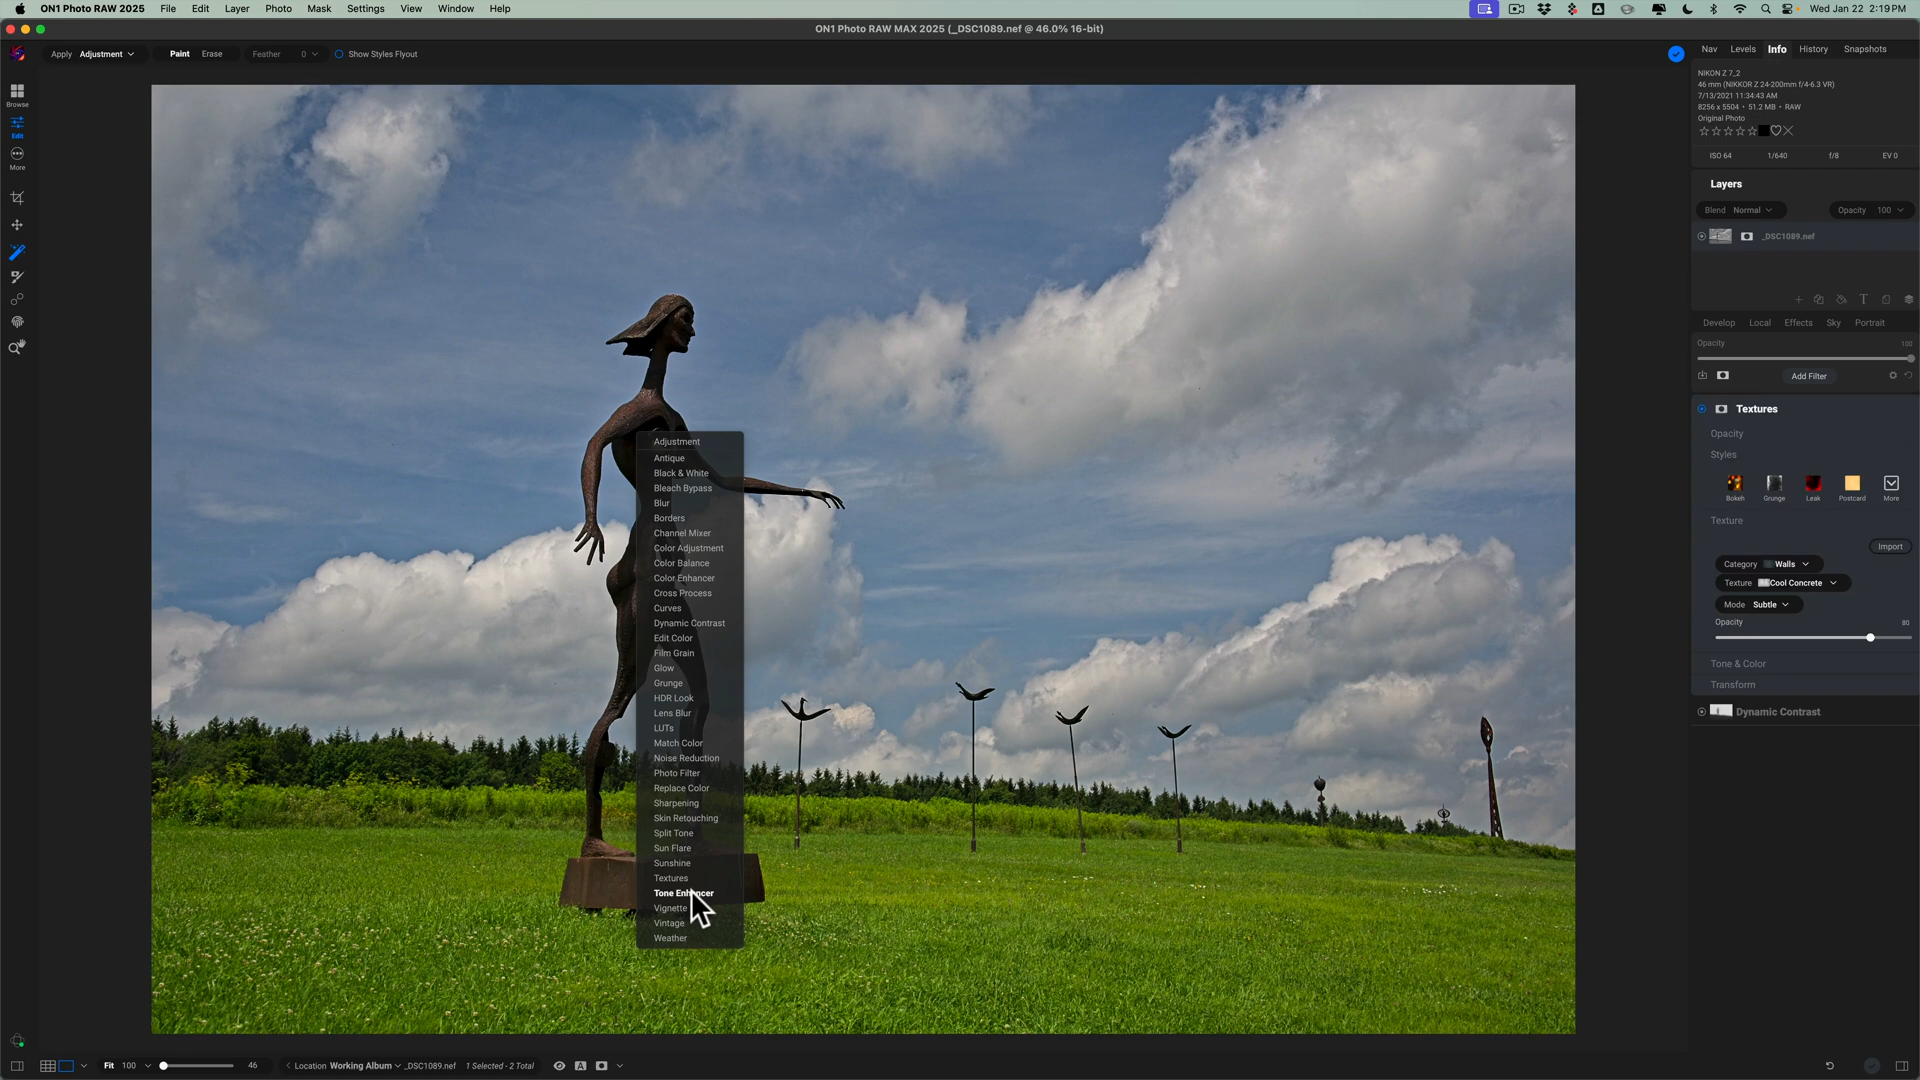 ON1 Photo RAW 2025 File Edit Layer Photo Mask Settings View Window Help Wed Jan 22 2:19 PM
ON1 Photo RAW MAX 2025 (_DSC1089.nef @ 46.0% 16-bit)
Apply Adjustment Paint Erase Feather 0 Show Styles Flyout
Browse
Edit
More
Adjustment
Antique
Black & White
Bleach Bypass
Blur
Borders
Channel Mixer
Color Adjustment
Color Balance
Color Enhancer
Cross Process
Curves
Dynamic Contrast
Edit Color
Film Grain
Glow
Grunge
HDR Look
Lens Blur
LUTs
Match Color
Noise Reduction
Photo Filter
Replace Color
Sharpening
Skin Retouching
Split Tone
Sun Flare
Sunshine
Textures
Tone Enhancer
Vignette
Vintage
Weather
Nav Levels Info History Snapshots
NIKON Z 7_2
46 mm (NIKKOR Z 24-200mm f/4-6.3 VR)
7/13/2021 11:34:43 AM
8256 x 5504 • 51.2 MB • RAW
Original Photo
ISO 64 1/640 f/8 EV 0
Layers
Blend Normal Opacity 100
_DSC1089.nef
Develop Local Effects Sky Portrait
Opacity 100
Add Filter
Textures
Opacity
Styles
Bokeh Grunge Leak Postcard More
Texture
Import
Category Walls
Texture Cool Concrete
Mode Subtle
Opacity 80
Tone & Color
Transform
Dynamic Contrast
Fit 100 46 Location Working Album _DSC1089.nef 1 Selected - 2 Total A